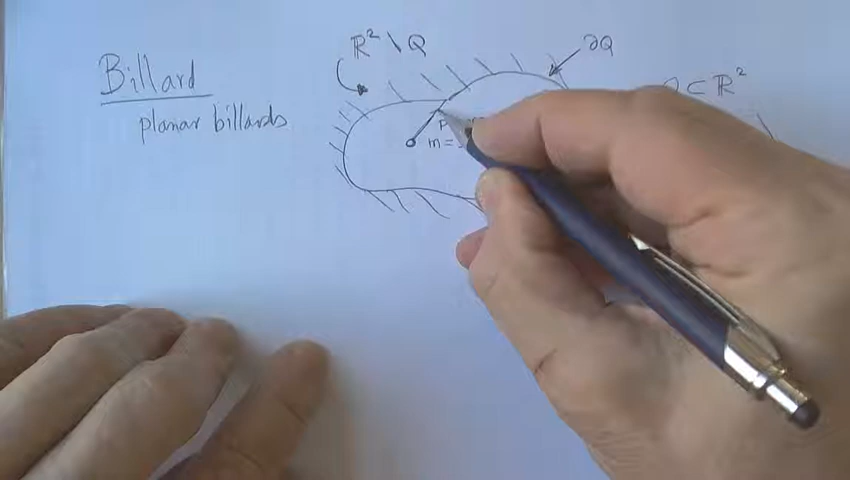 Billard
planar billards
ℝ² \ Q
∂Q
⊂ ℝ²
m =